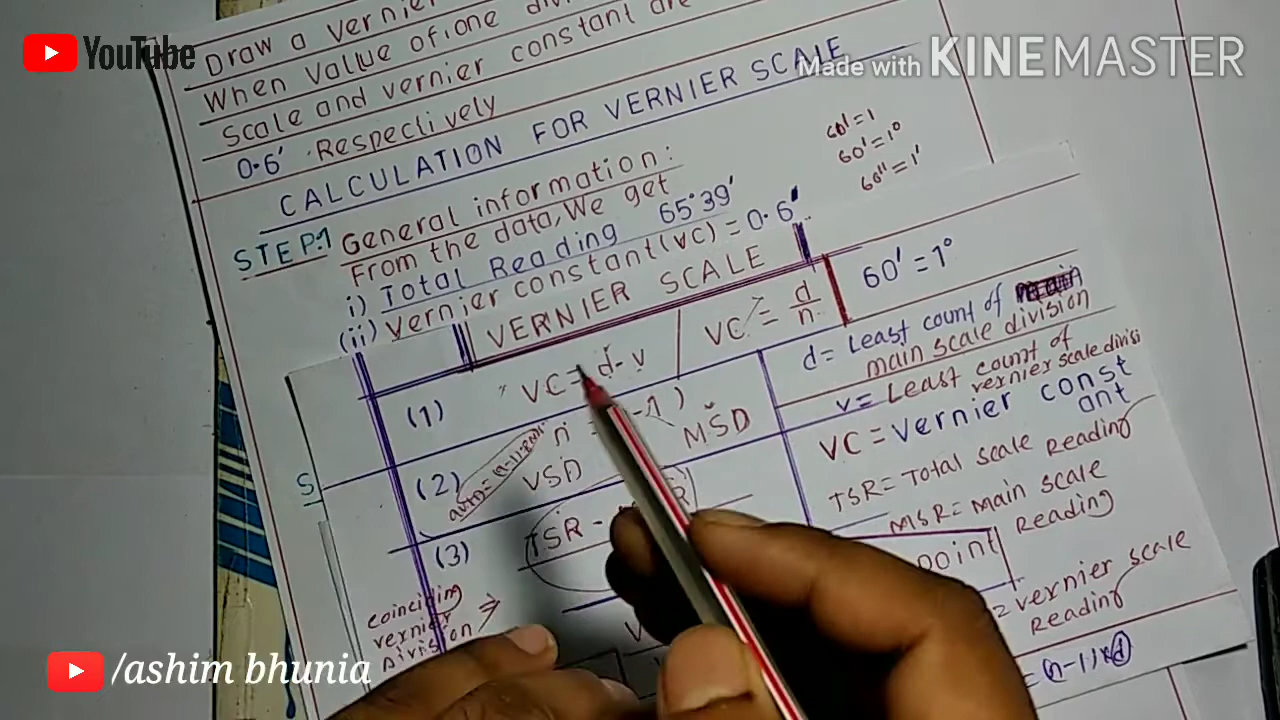 YouTube
Made with KINEMASTER
Draw a
When value of one
Scale and vernier constant are
0.6' Respectively
CALCULATION FOR VERNIER SCALE
60' = 1
60' = 1°
60" = 1'
STEP:1 General information:
From the data, We get
i) Total Reading 65°39'
(ii) vernier constant (VC) = 0.6'
VERNIER SCALE
60' = 1°
(1) VC = d - v
VC = d/n
d = Least count of main scale division
v = Least count of vernier scale divisi
VC = vernier const
ant
(2)
n
VSD
MSD
(3) TSR -
TSR = Total scale Reading
MSR = main scale
Reading
point
= vernier scale
Reading
= (n-1)×d
coinciding
vernier
Division ⇒
/ashim bhunia